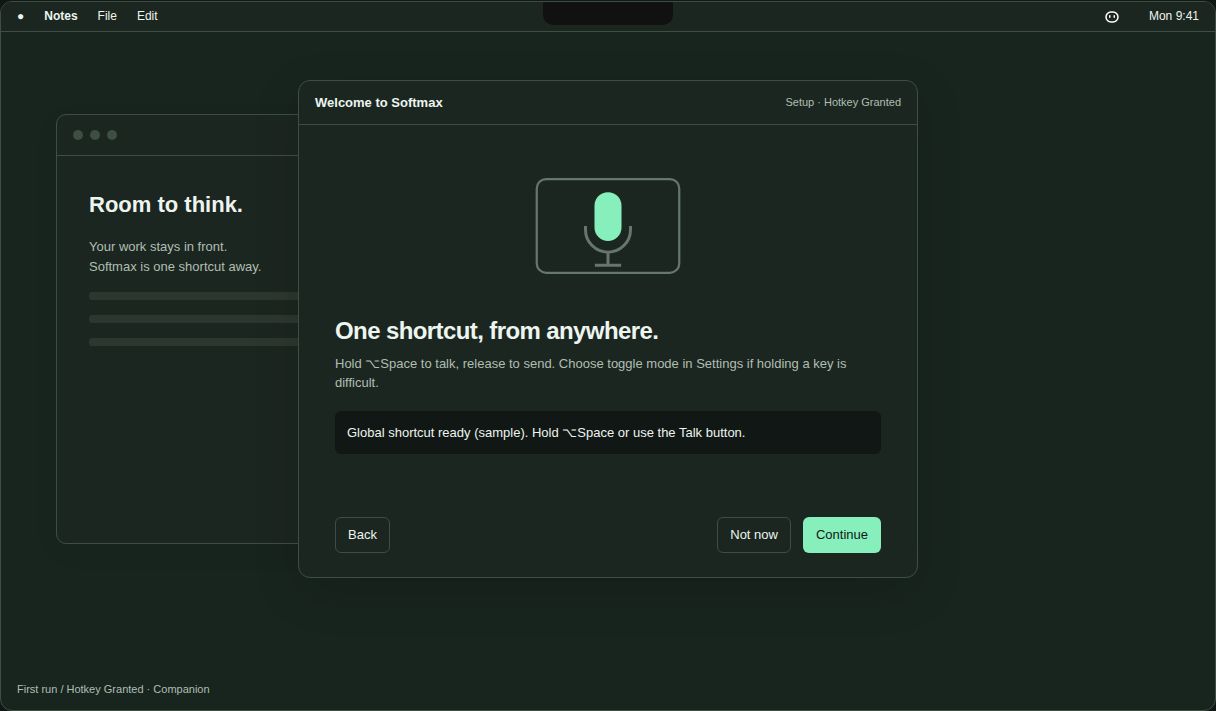 Notes File Edit Mon 9:41
Welcome to Softmax
Setup · Hotkey Granted
Room to think.
Your work stays in front.
Softmax is one shortcut away.
One shortcut, from anywhere.
Hold ⌥Space to talk, release to send. Choose toggle mode in Settings if holding a key is
difficult.
Global shortcut ready (sample). Hold ⌥Space or use the Talk button.
Back
Not now
Continue
First run / Hotkey Granted · Companion